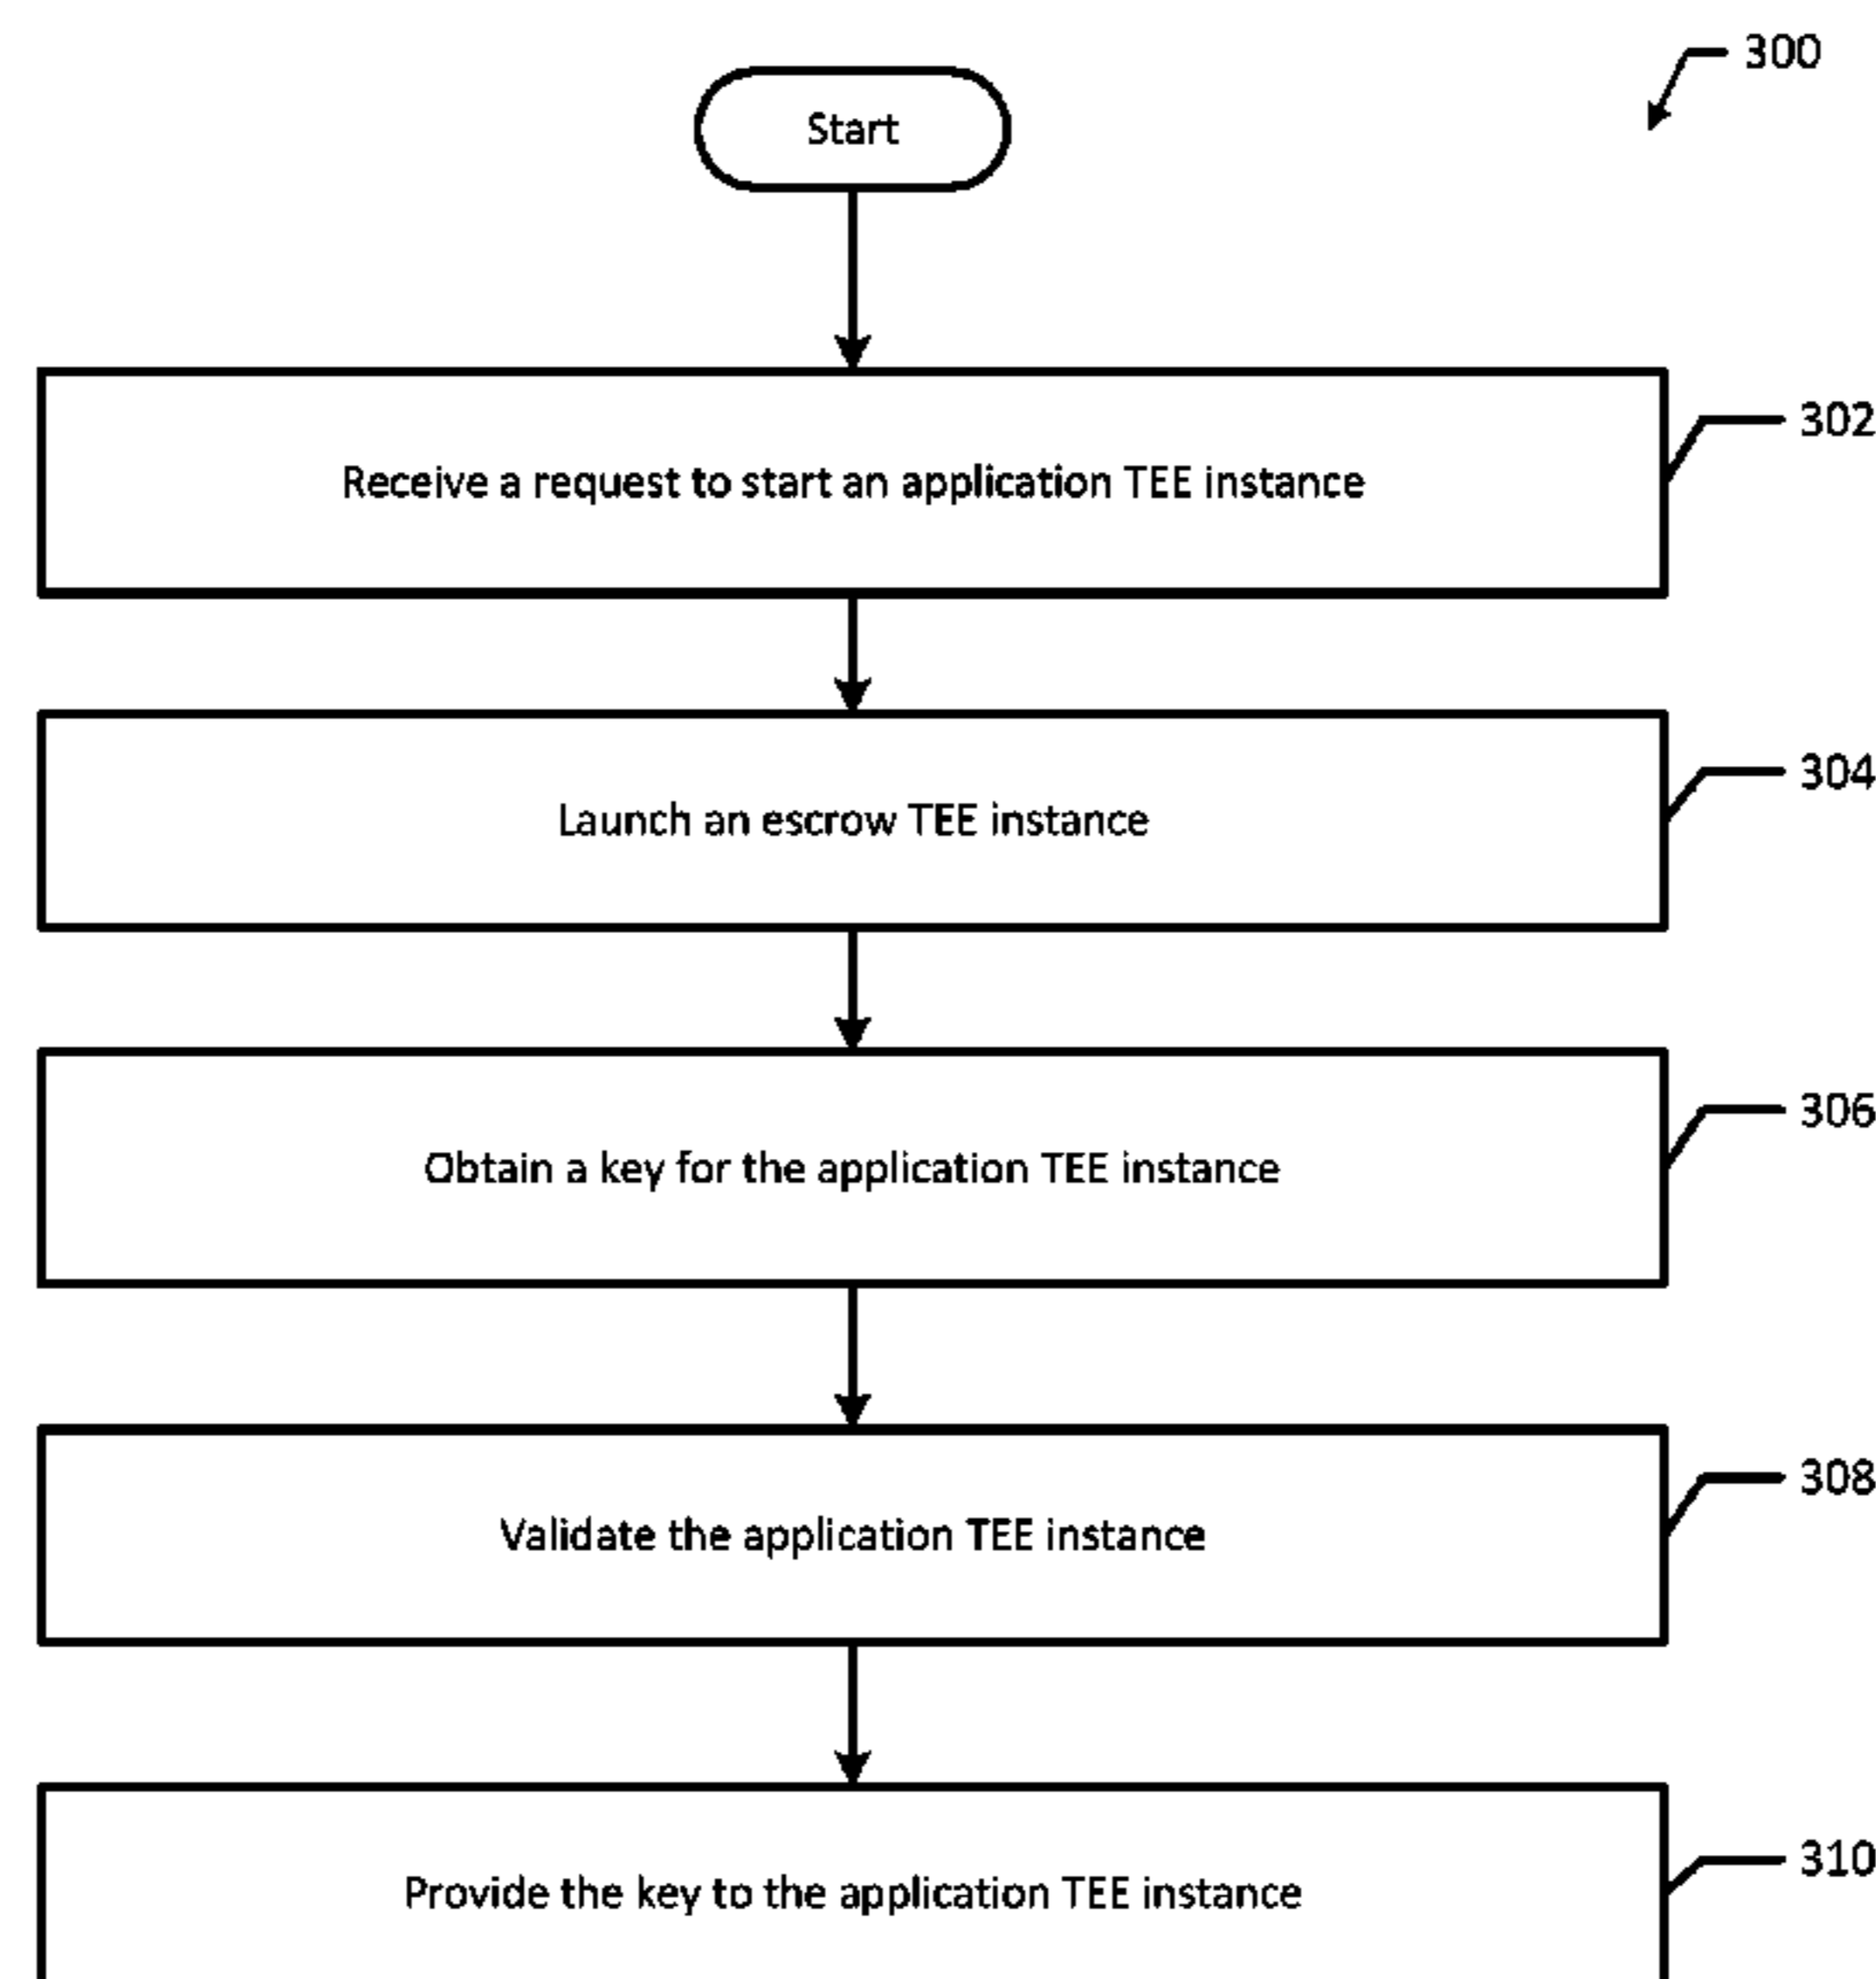 300
Start
302
Receive a request to start an application TEE instance
304
Launch an escrow TEE instance
306
Obtain a key for the application TEE instance
308
Validate the application TEE instance
310
Provide the key to the application TEE instance